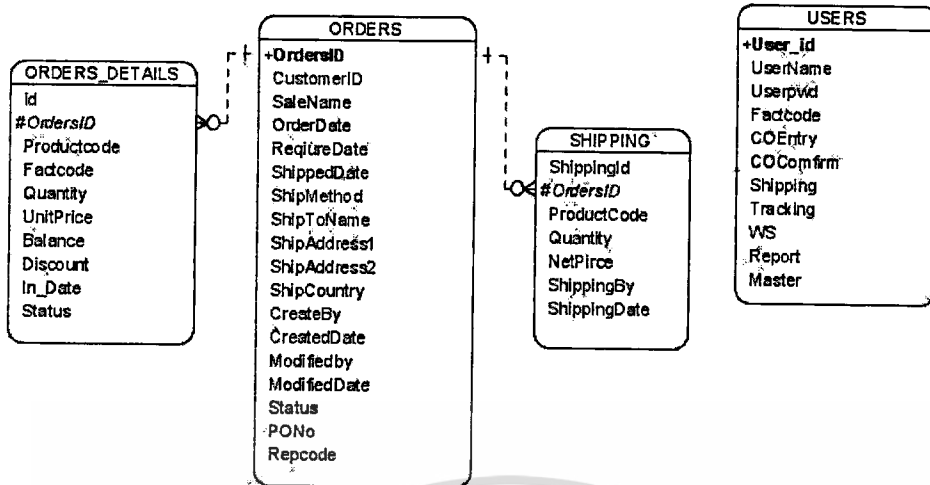 ORDERS_DETAILS
Id
#OrdersID
Productcode
Factcode
Quantity
UnitPrice
Balance
Discount
In_Date
Status
ORDERS
+OrdersID
CustomerID
SaleName
OrderDate
ReqiureDate
ShippedDate
ShipMethod
ShipToName
ShipAddress1
ShipAddress2
ShipCountry
CreateBy
CreatedDate
Modifiedby
ModifiedDate
Status
PONo
Repcode
SHIPPING
ShippingId
#OrdersID
ProductCode
Quantity
NetPirce
ShippingBy
ShippingDate
USERS
+User_id
UserName
Userpwd
Factcode
COEntry
COComfirm
Shipping
Tracking
WS
Report
Master